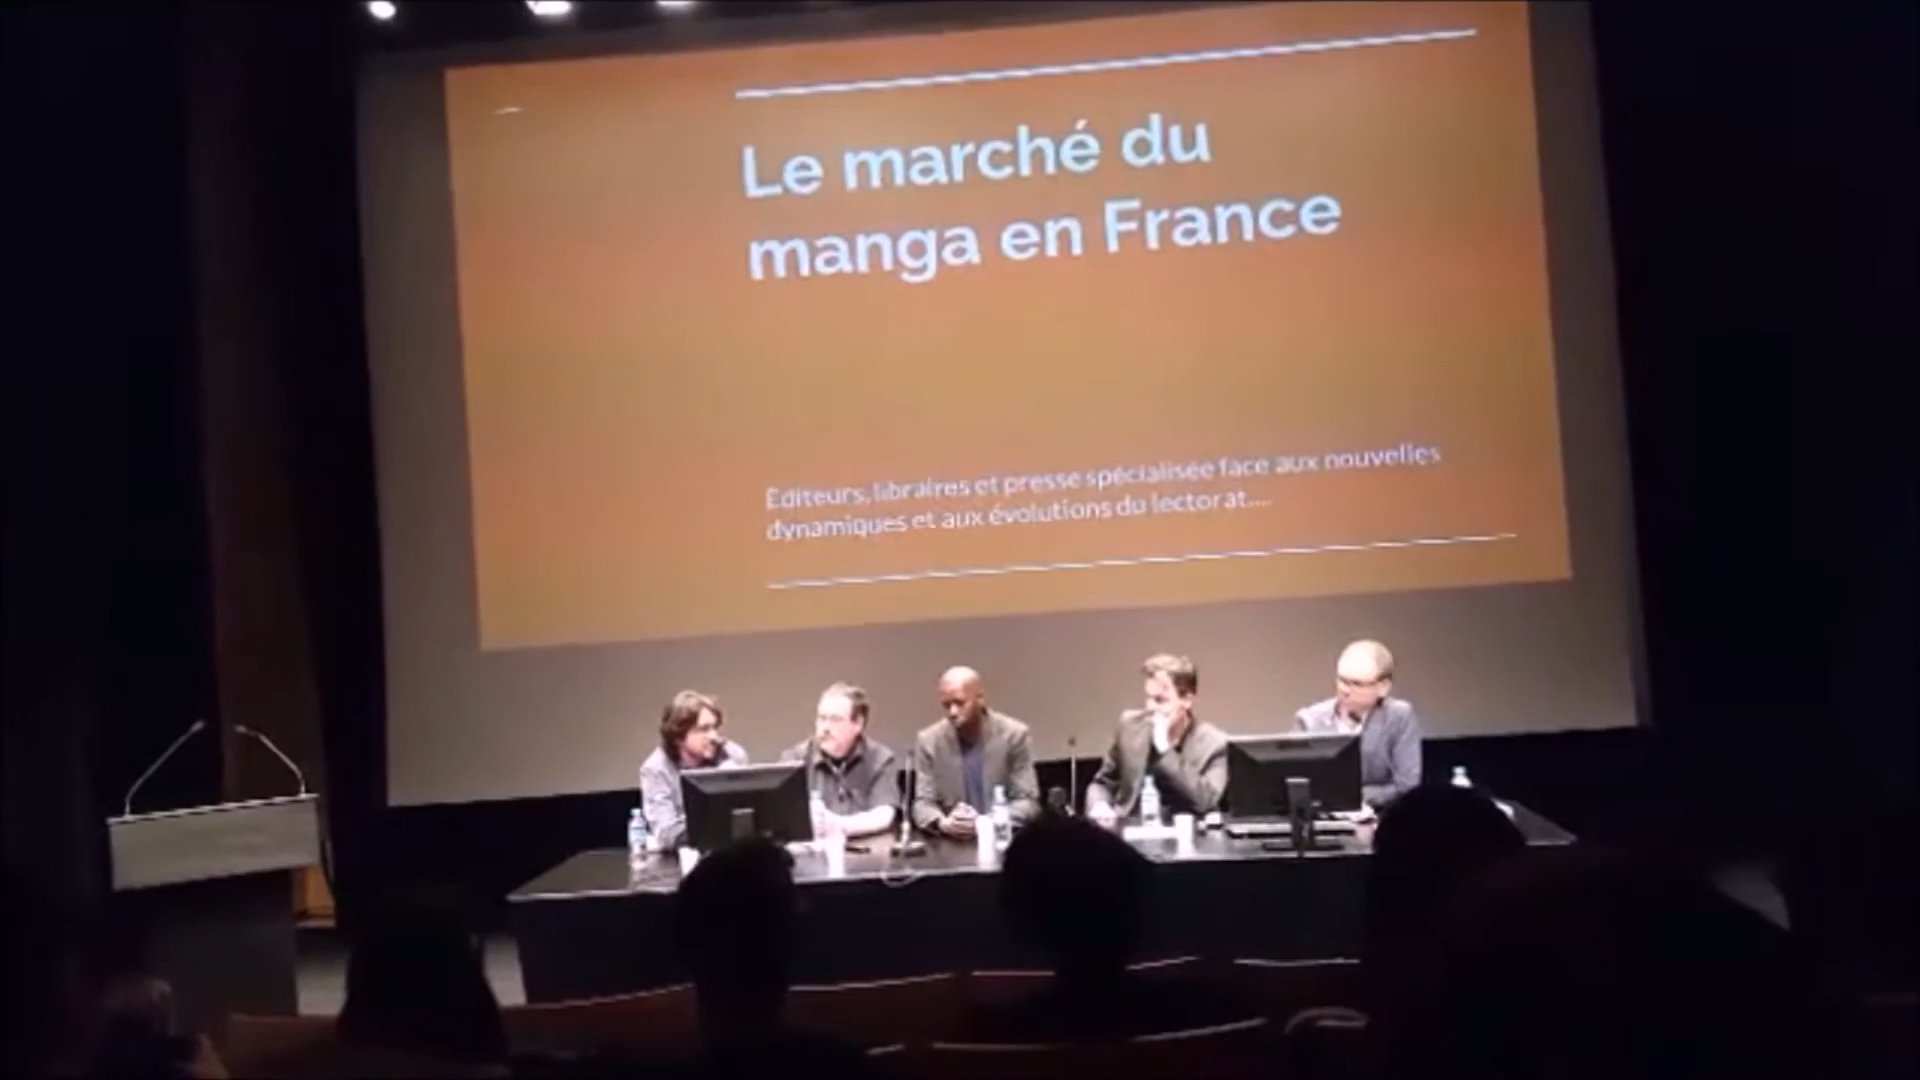 Le marché du
manga en France
Éditeurs, libraires et presse spécialisée face aux nouvelles
dynamiques et aux évolutions du lectorat....